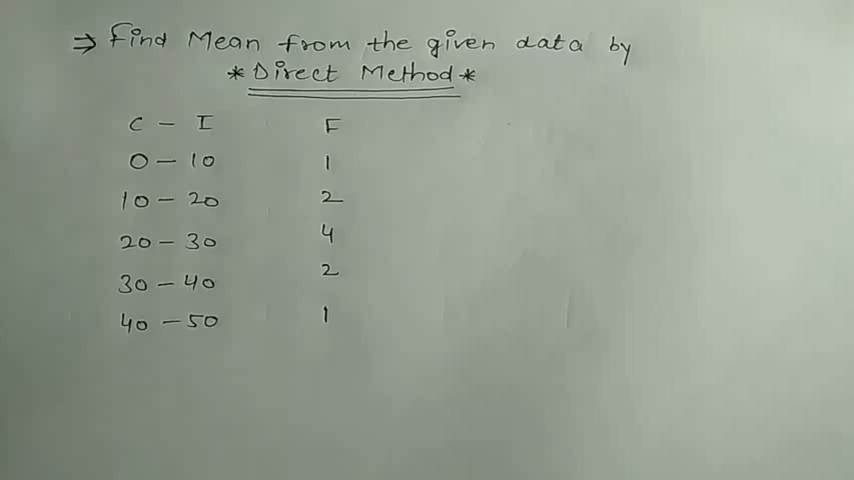 ⇒ Find Mean from the given data by
*Direct Method*
C - I F
0 - 10 1
10 - 20 2
20 - 30 4
30 - 40 2
40 - 50 1